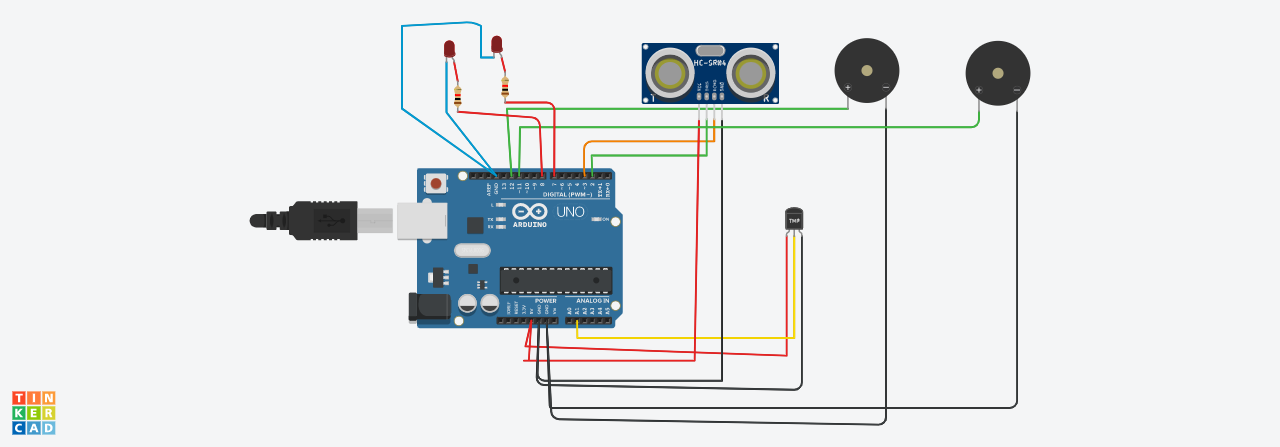 HC-SR04
VCC
TRIG
ECHO
GND
T
R
+
−
+
−
AREF
GND
13
12
~11
~10
~9
8
7
~6
~5
4
~3
2
TX→1
RX←0
DIGITAL (PWM~)
L
TX
RX
UNO
ON
ARDUINO
TMP
POWER
ANALOG IN
IOREF
RESET
3.3V
5V
GND
GND
Vin
A0
A1
A2
A3
A4
A5
TIN
KER
CAD